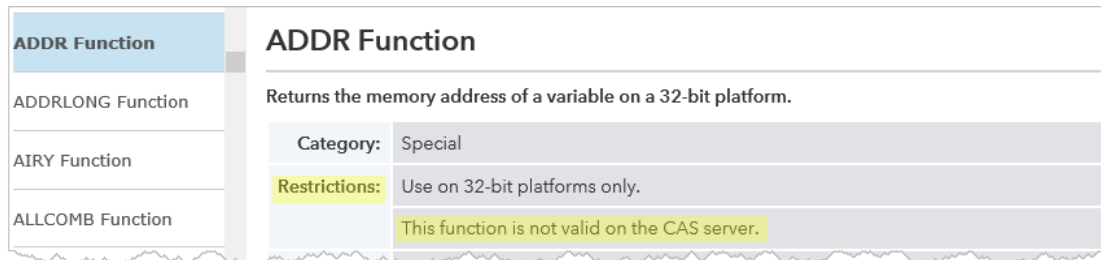 ADDR Function
ADDRLONG Function
AIRY Function
ALLCOMB Function
ADDR Function
Returns the memory address of a variable on a 32-bit platform.
Category: Special
Restrictions: Use on 32-bit platforms only.
This function is not valid on the CAS server.